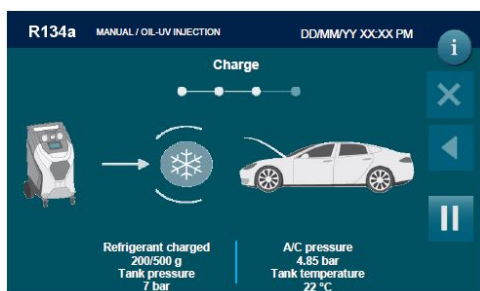 R134a MANUAL / OIL-UV INJECTION DD/MM/YY XX:XX PM
i
Charge
Refrigerant charged
200/500 g
Tank pressure
7 bar
A/C pressure
4.85 bar
Tank temperature
22 °C